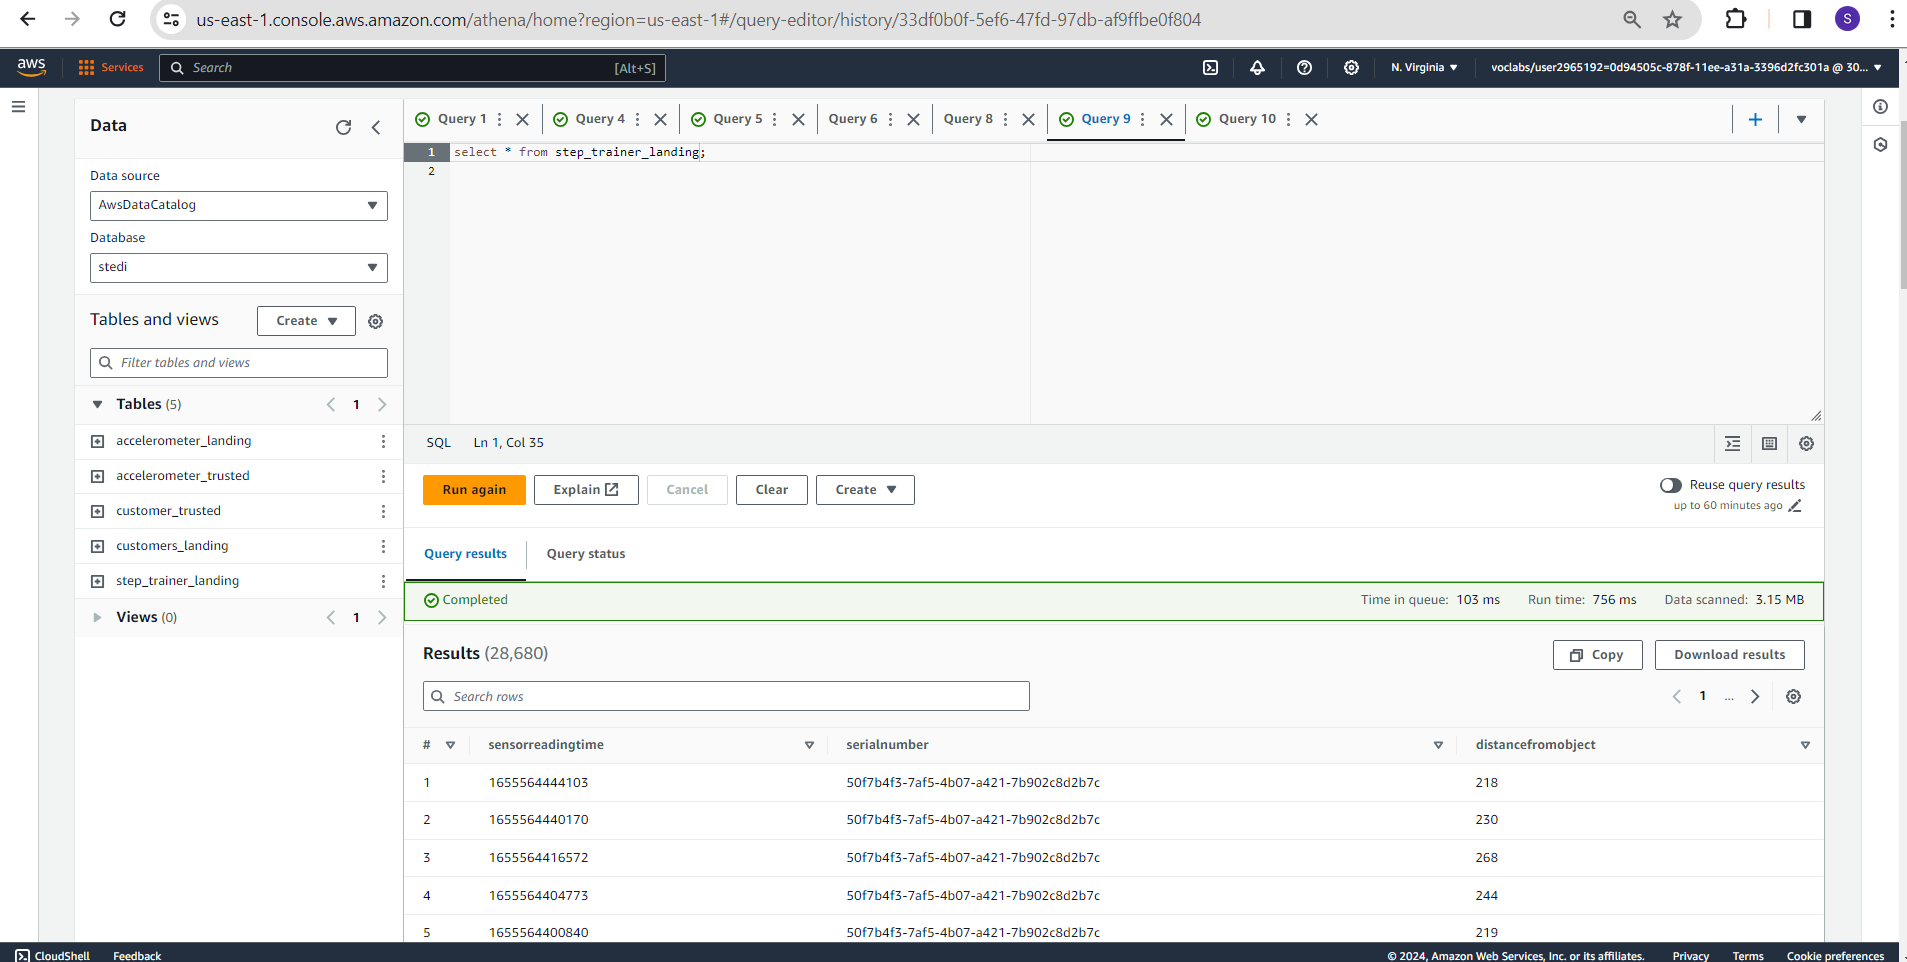 us-east-1.console.aws.amazon.com/athena/home?region=us-east-1#/query-editor/history/33df0b0f-5ef6-47fd-97db-af9ffbe0f804
S
aws Services Search [Alt+S] N. Virginia voclabs/user2965192=0d94505c-878f-11ee-a31a-3396d2fc301a @ 30...
Data
Data source
AwsDataCatalog
Database
stedi
Tables and views Create
Filter tables and views
Tables (5) 1
accelerometer_landing
accelerometer_trusted
customer_trusted
customers_landing
step_trainer_landing
Views (0) 1
Query 1 Query 4 Query 5 Query 6 Query 8 Query 9 Query 10
1 select * from step_trainer_landing;
2
SQL Ln 1, Col 35
Run again Explain Cancel Clear Create
Reuse query results
up to 60 minutes ago
Query results Query status
Completed Time in queue: 103 ms Run time: 756 ms Data scanned: 3.15 MB
Results (28,680) Copy Download results
Search rows 1 ...
# sensorreadingtime serialnumber distancefromobject
1 1655564444103 50f7b4f3-7af5-4b07-a421-7b902c8d2b7c 218
2 1655564440170 50f7b4f3-7af5-4b07-a421-7b902c8d2b7c 230
3 1655564416572 50f7b4f3-7af5-4b07-a421-7b902c8d2b7c 268
4 1655564404773 50f7b4f3-7af5-4b07-a421-7b902c8d2b7c 244
5 1655564400840 50f7b4f3-7af5-4b07-a421-7b902c8d2b7c 219
CloudShell Feedback © 2024, Amazon Web Services, Inc. or its affiliates. Privacy Terms Cookie preferences